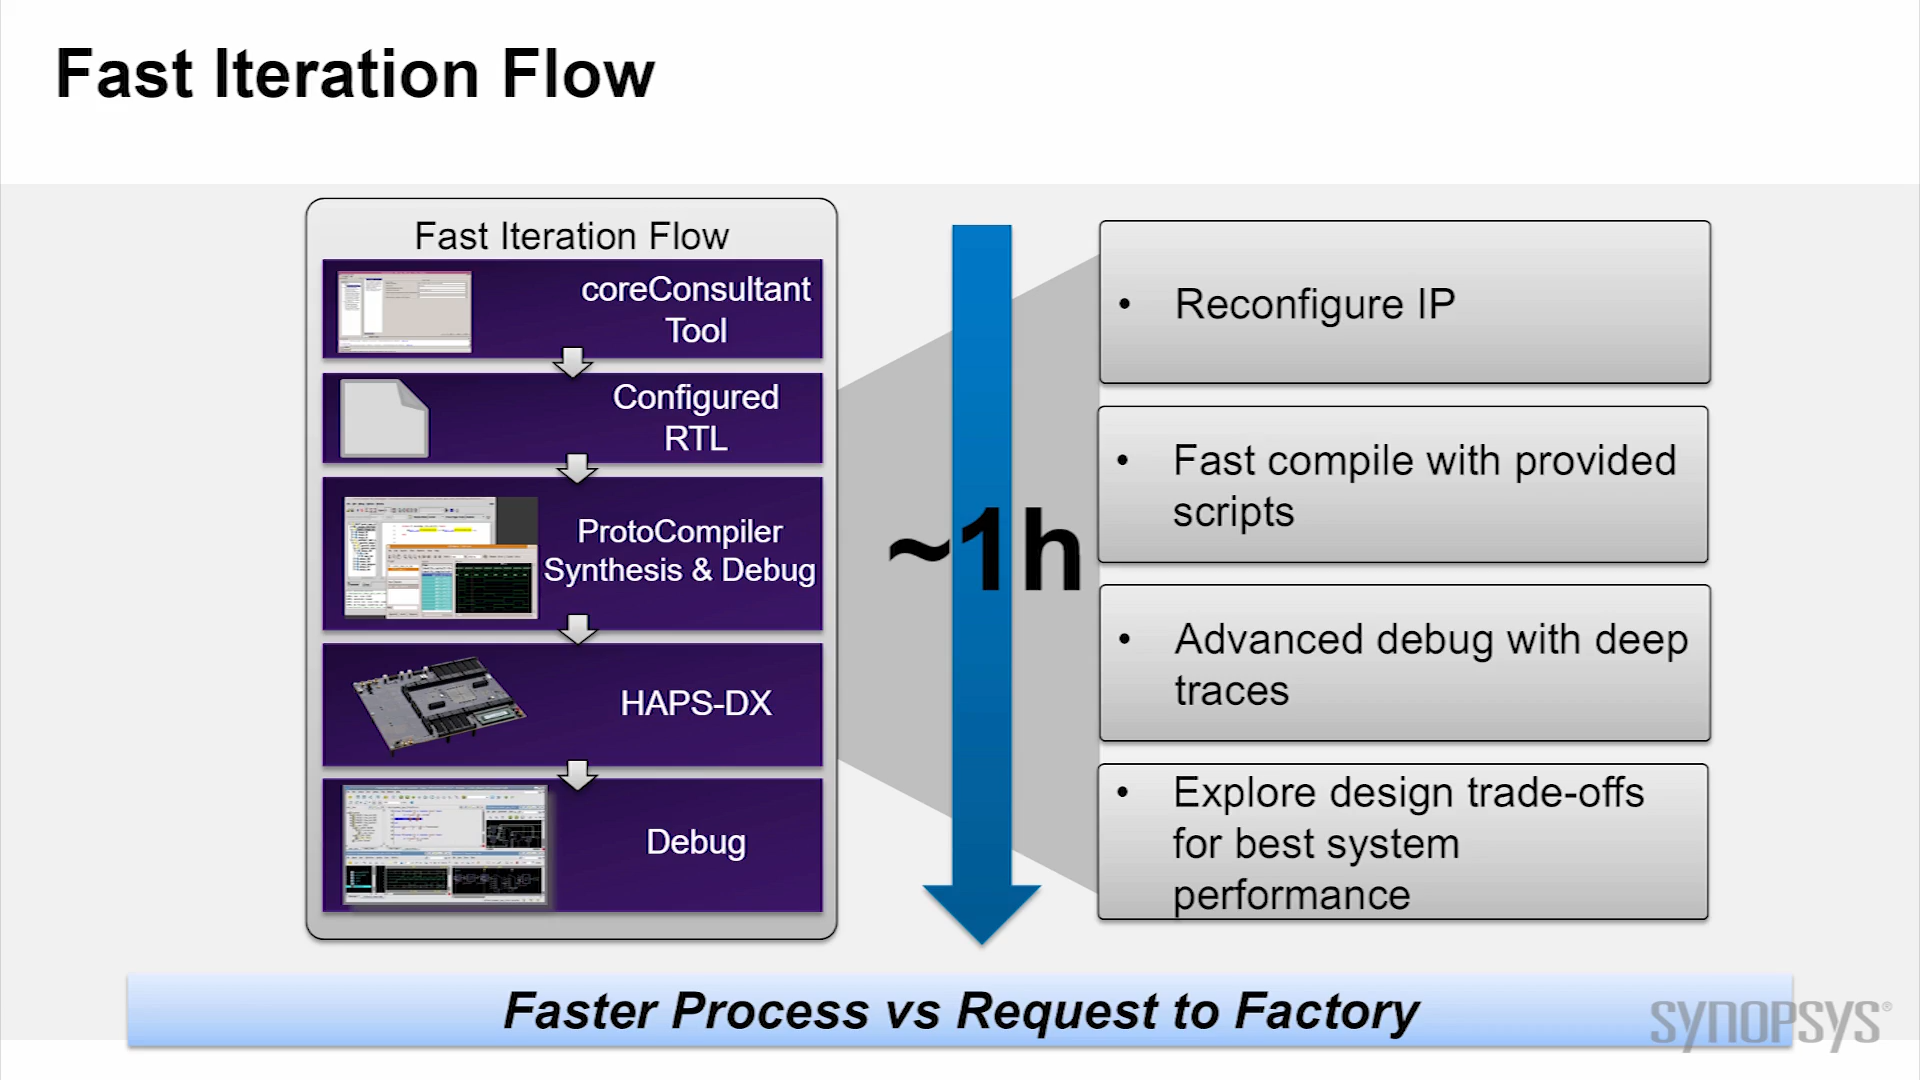 Fast Iteration Flow
Fast Iteration Flow
coreConsultant
Tool
Configured
RTL
ProtoCompiler
Synthesis & Debug
HAPS-DX
Debug
~1h
• Reconfigure IP
• Fast compile with provided
scripts
• Advanced debug with deep
traces
• Explore design trade-offs
for best system
performance
Faster Process vs Request to Factory
SYNOPSYS®